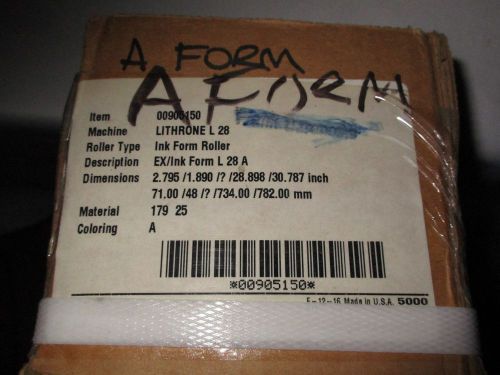 A FORM
A FORM
Item 00905150
Machine LITHRONE L 28
Roller Type Ink Form Roller
Description EX/Ink Form L 28 A
Dimensions 2.795 /1.890 /? /28.898 /30.787 inch
71.00 /48 /? /734.00 /782.00 mm
Material 179 25
Coloring A
*00905150*
F-12-16 Made in U.S.A. 5000